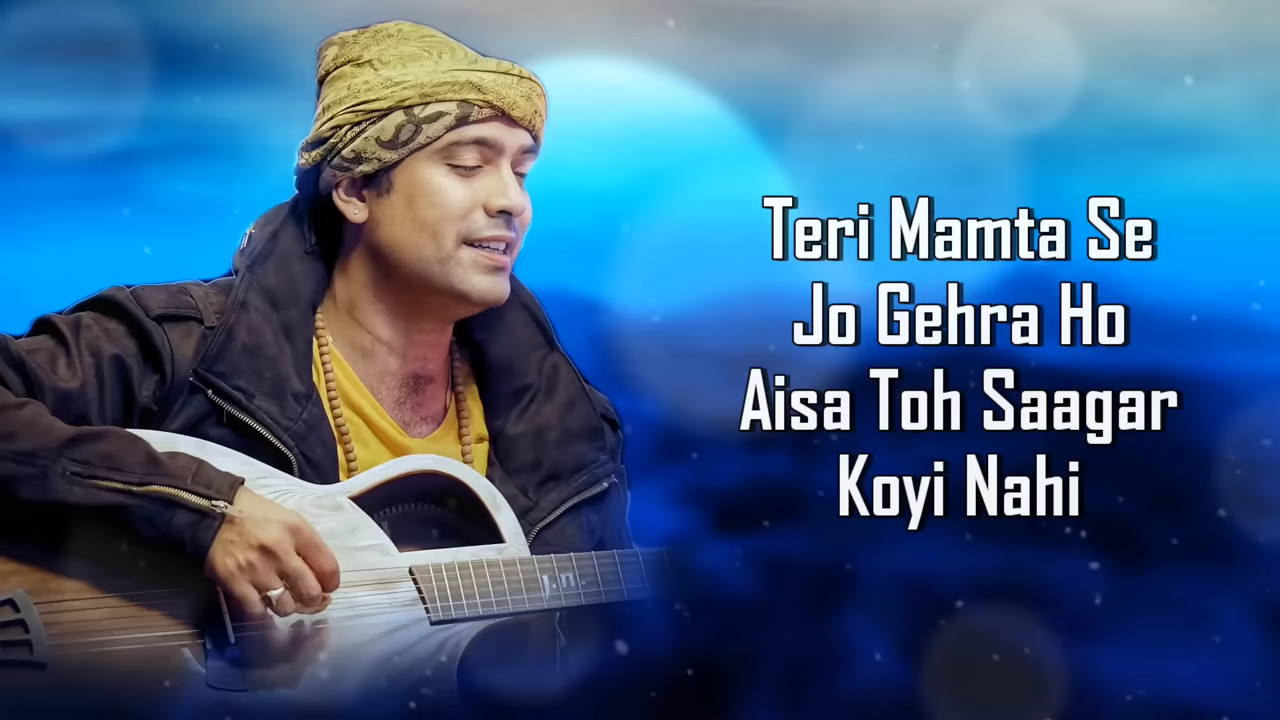 Teri Mamta Se
Jo Gehra Ho
Aisa Toh Saagar
Koyi Nahi
J.n.